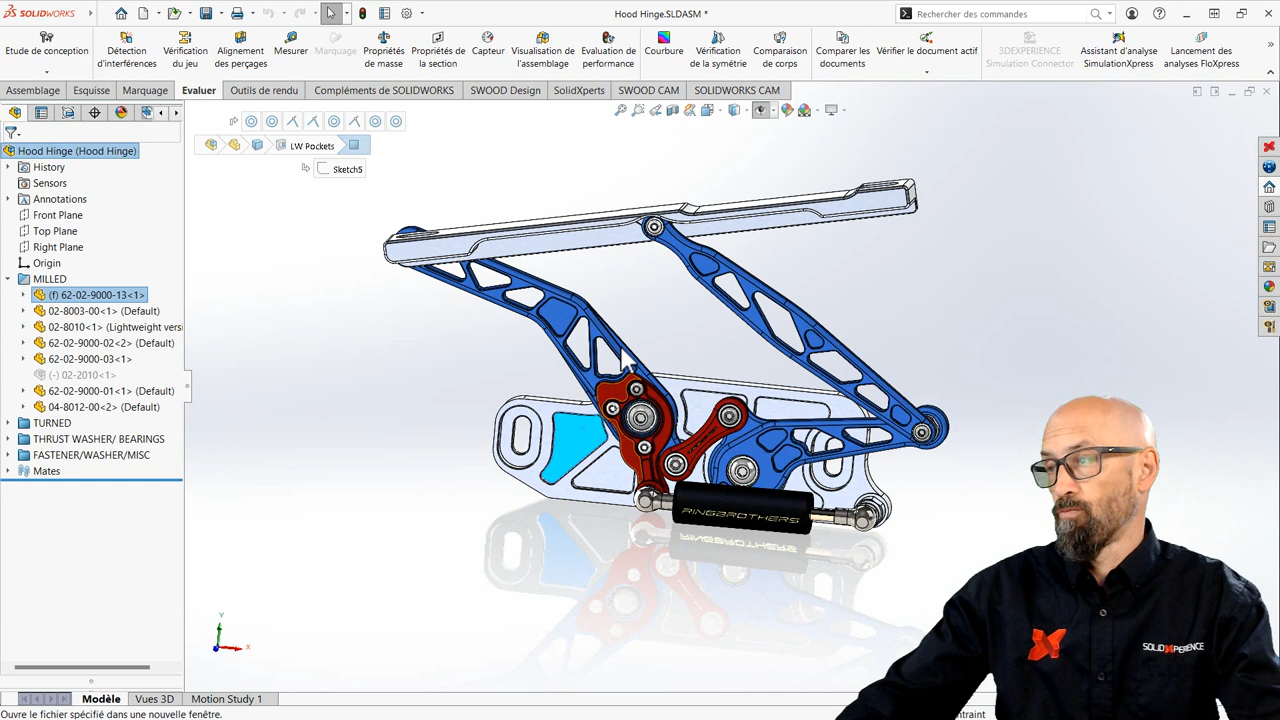 SOLIDWORKS
Hood Hinge.SLDASM *
Rechercher des commandes
Etude de conception
Détection d'interférences
Vérification du jeu
Alignement des perçages
Mesurer
Marquage
Propriétés de masse
Propriétés de la section
Capteur
Visualisation de l'assemblage
Evaluation de performance
Courbure
Vérification de la symétrie
Comparaison de corps
Comparer les documents
Vérifier le document actif
3DEXPERIENCE Simulation Connector
Assistant d'analyse SimulationXpress
Lancement des analyses FloXpress
Assemblage
Esquisse
Marquage
Evaluer
Outils de rendu
Compléments de SOLIDWORKS
SWOOD Design
SolidXperts
SWOOD CAM
SOLIDWORKS CAM
LW Pockets
Sketch5
Hood Hinge (Hood Hinge)
History
Sensors
Annotations
Front Plane
Top Plane
Right Plane
Origin
MILLED
(f) 62-02-9000-13<1>
02-8003-00<1> (Default)
02-8010<1> (Lightweight versi
62-02-9000-02<2> (Default)
62-02-9000-03<1>
(-) 02-2010<1>
62-02-9000-01<1> (Default)
04-8012-00<2> (Default)
TURNED
THRUST WASHER/ BEARINGS
FASTENER/WASHER/MISC
Mates
RINGBROTHERS
Y
X
SOLIDXPERIENCE
Modèle
Vues 3D
Motion Study 1
Ouvre le fichier spécifié dans une nouvelle fenêtre.
ontraint